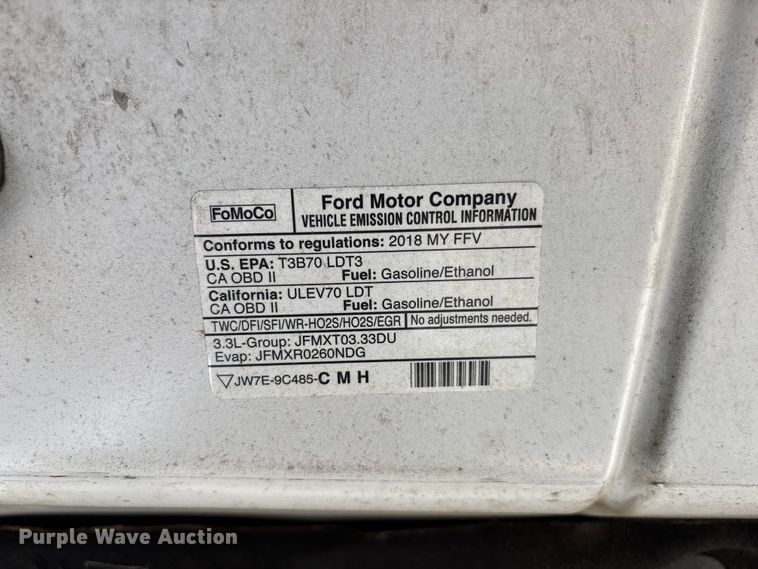 FoMoCo
Ford Motor Company
VEHICLE EMISSION CONTROL INFORMATION
Conforms to regulations: 2018 MY FFV
U.S. EPA: T3B70 LDT3
CA OBD II Fuel: Gasoline/Ethanol
California: ULEV70 LDT
CA OBD II Fuel: Gasoline/Ethanol
TWC/DFI/SFI/WR-HO2S/HO2S/EGR No adjustments needed.
3.3L-Group: JFMXT03.33DU
Evap: JFMXR0260NDG
JW7E-9C485-C M H
Purple Wave Auction